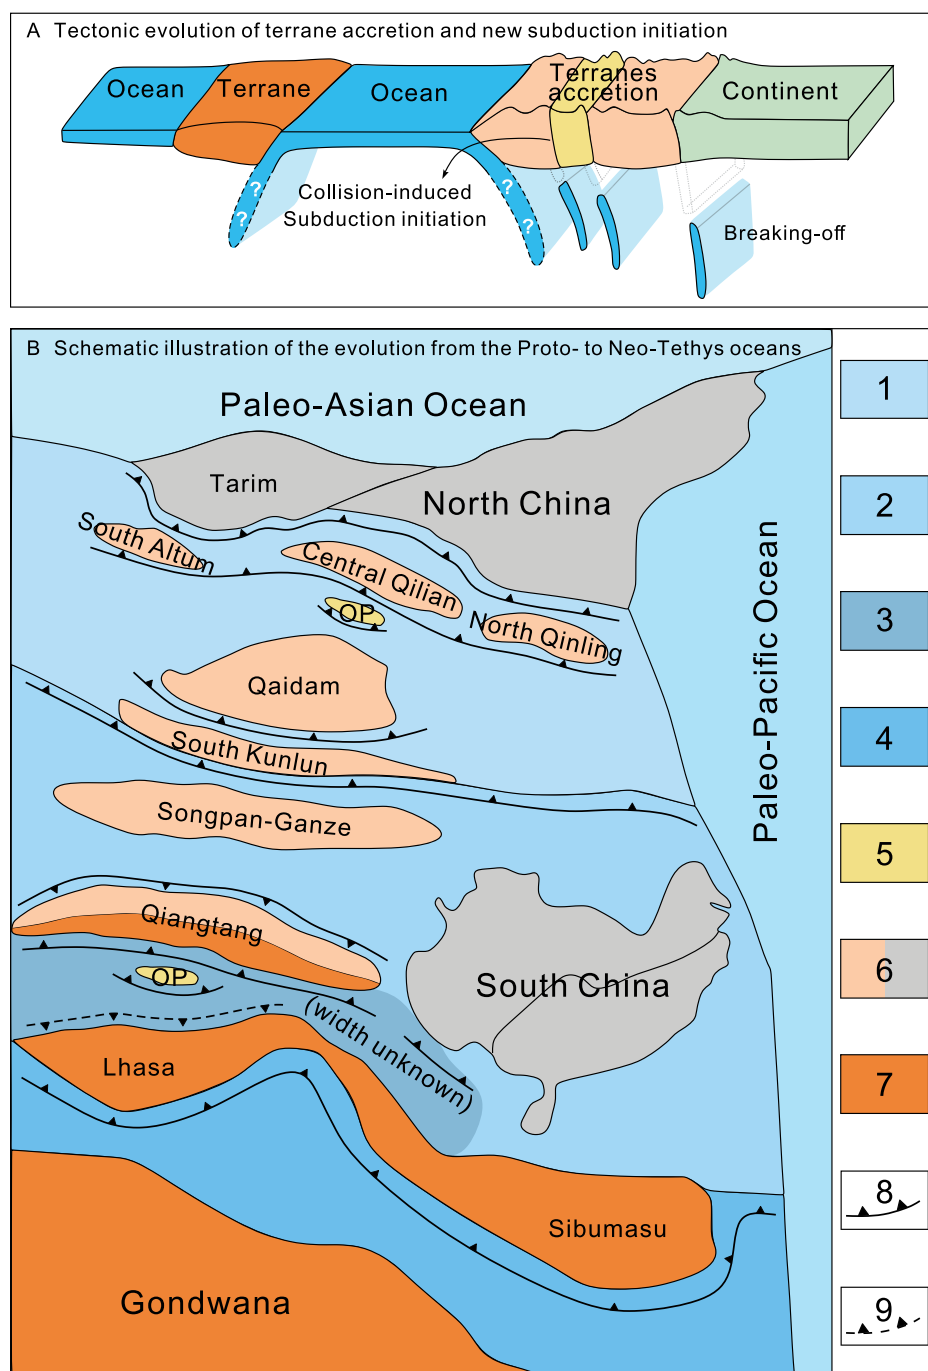 A Tectonic evolution of terrane accretion and new subduction initiation
Ocean
Terrane
Ocean
Terranes
accretion
Continent
?
?
?
?
Collision-induced
Subduction initiation
Breaking-off
B Schematic illustration of the evolution from the Proto- to Neo-Tethys oceans
Paleo-Asian Ocean
Tarim
North China
South Altum
Central Qilian
OP
North Qinling
Qaidam
South Kunlun
Songpan-Ganze
Paleo-Pacific Ocean
Qiangtang
OP
South China
(width unknown)
Lhasa
Sibumasu
Gondwana
1
2
3
4
5
6
7
8
9